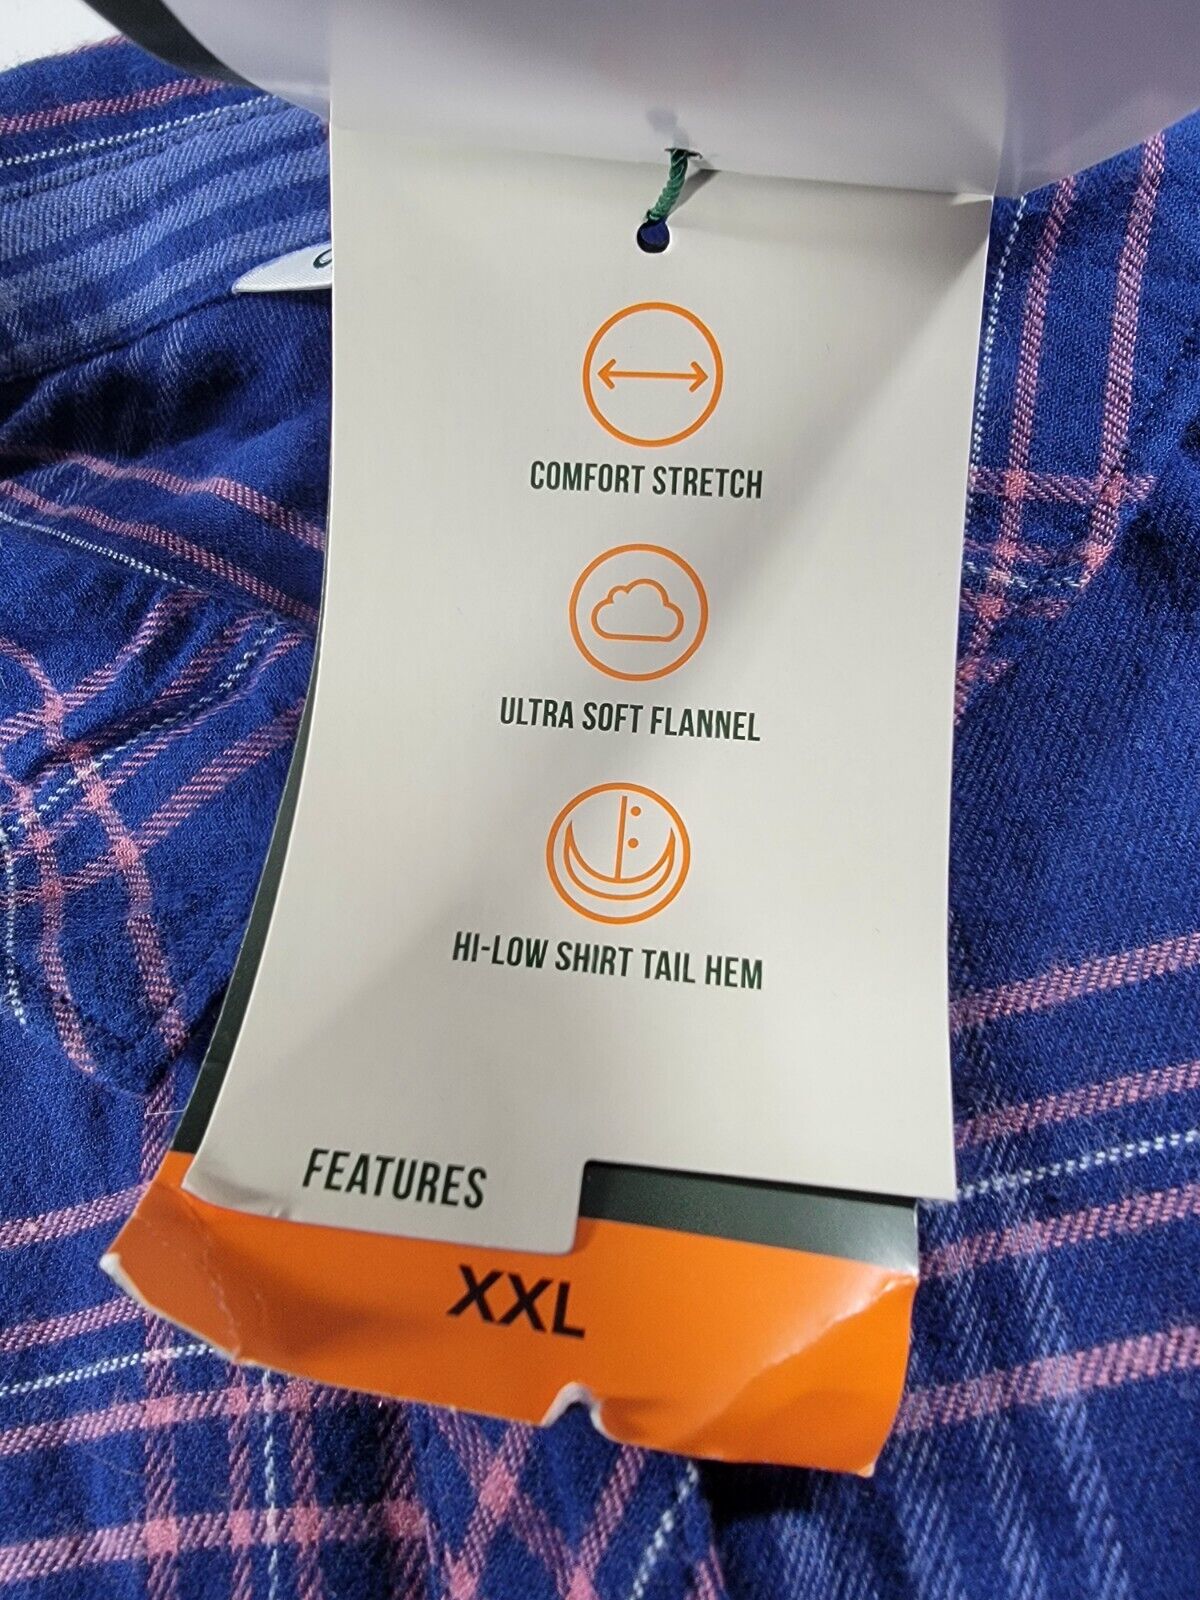 COMFORT STRETCH
ULTRA SOFT FLANNEL
HI-LOW SHIRT TAIL HEM
FEATURES
XXL